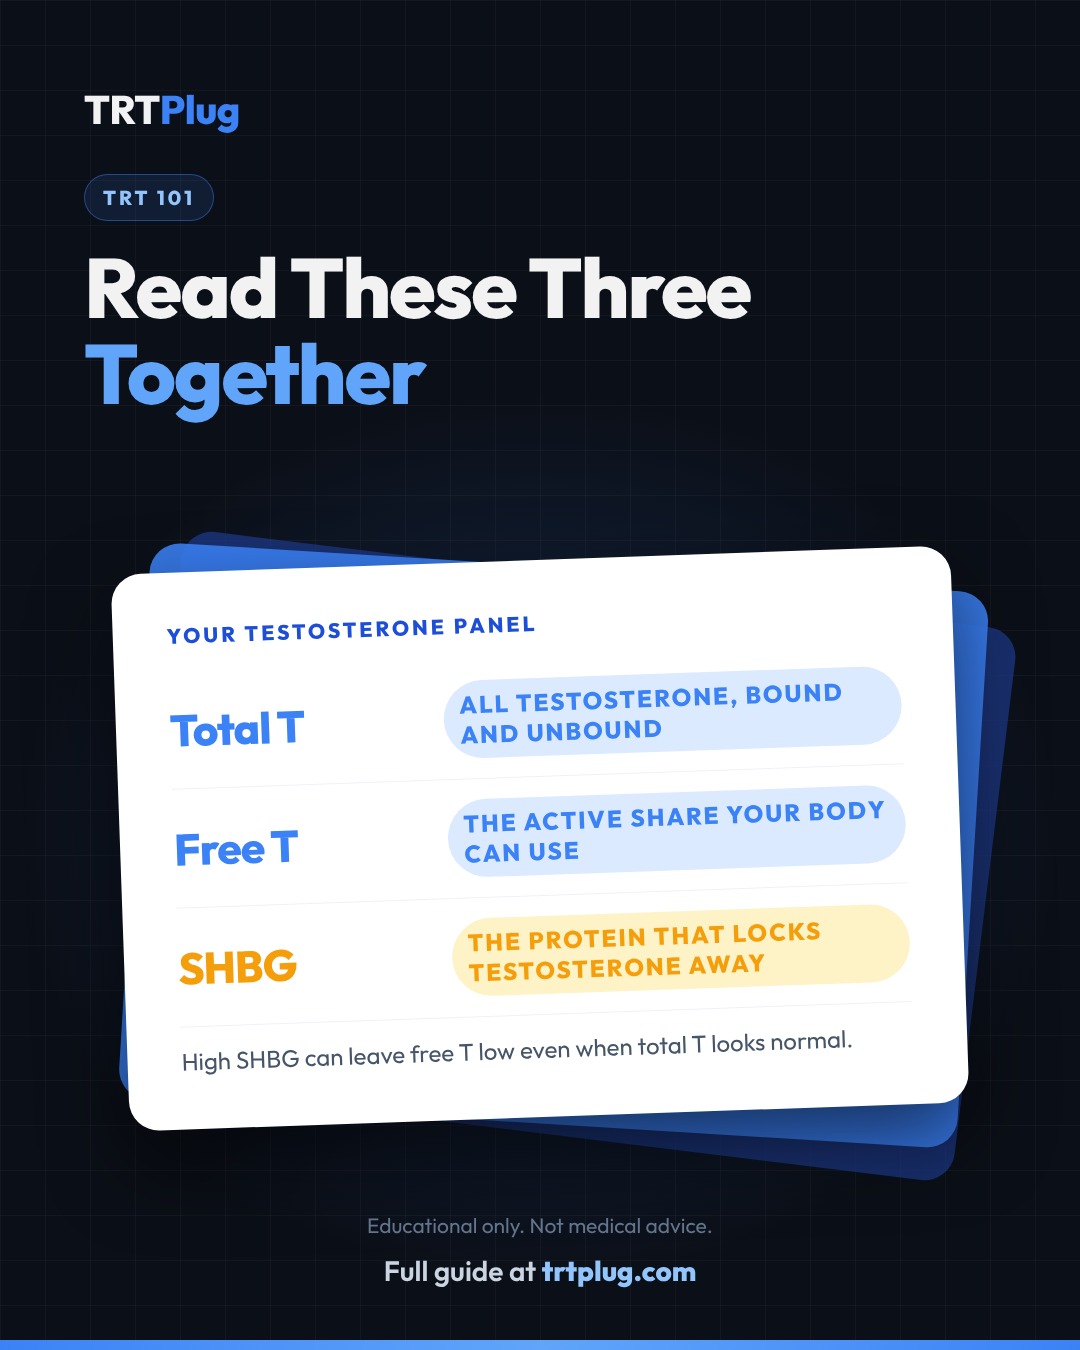 TRTPlug
TRT 101
Read These Three
Together
YOUR TESTOSTERONE PANEL
Total T
ALL TESTOSTERONE, BOUND
AND UNBOUND
Free T
THE ACTIVE SHARE YOUR BODY
CAN USE
SHBG
THE PROTEIN THAT LOCKS
TESTOSTERONE AWAY
High SHBG can leave free T low even when total T looks normal.
Educational only. Not medical advice.
Full guide at trtplug.com